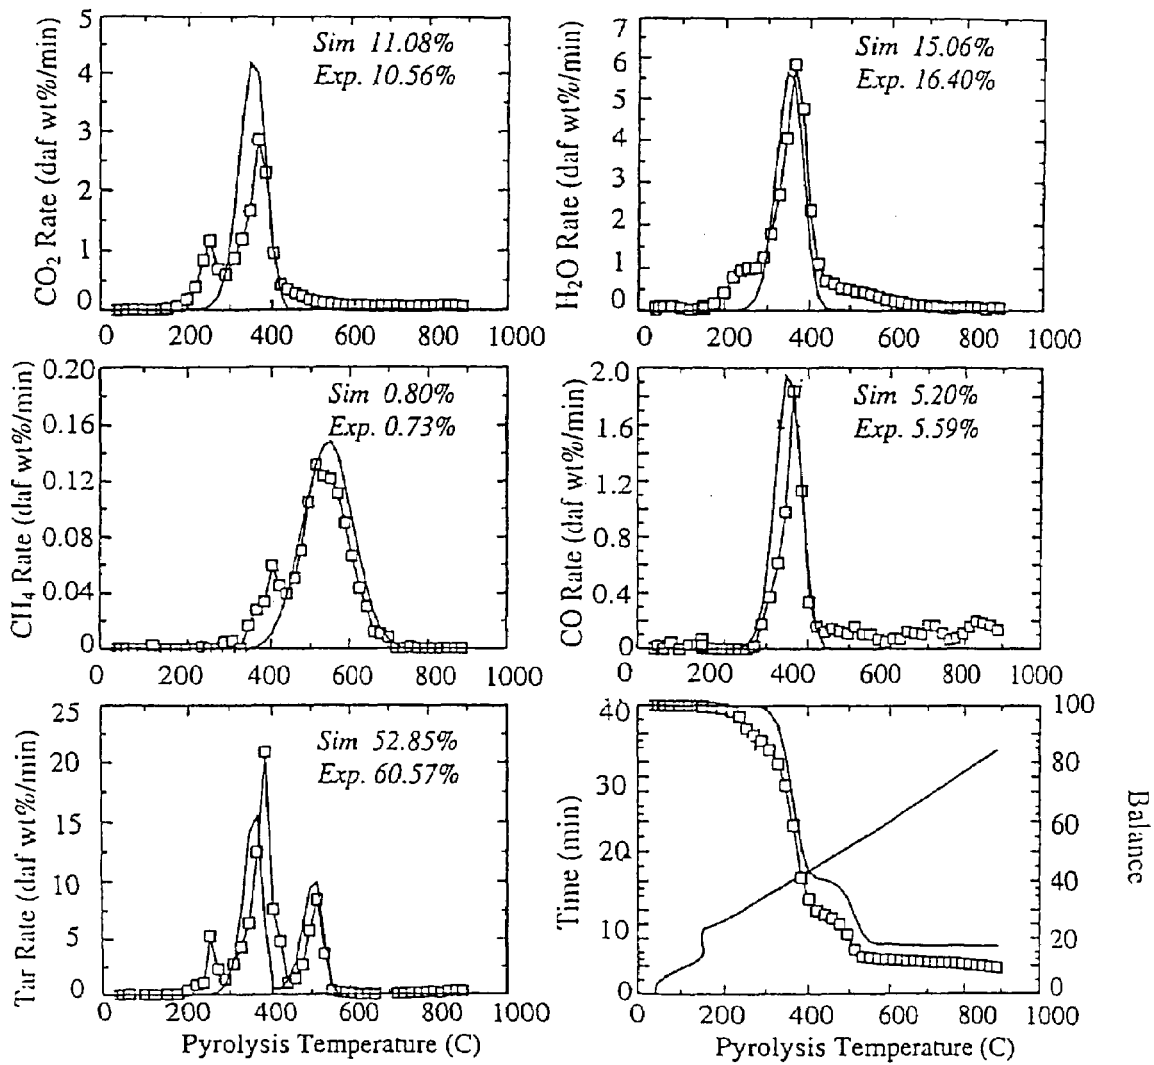 CO2 Rate (daf wt%/min)
5
4
3
2
1
0
Sim 11.08%
Exp. 10.56%
0 200 400 600 800 1000
H2O Rate (daf wt%/min)
7
6
5
4
3
2
1
0
Sim 15.06%
Exp. 16.40%
0 200 400 600 800 1000
CH4 Rate (daf wt%/min)
0.20
0.16
0.12
0.08
0.04
0
Sim 0.80%
Exp. 0.73%
0 200 400 600 800 1000
CO Rate (daf wt%/min)
2.0
1.6
1.2
0.8
0.4
0
Sim 5.20%
Exp. 5.59%
0 200 400 600 800 1000
Tar Rate (daf wt%/min)
25
20
15
10
5
0
Sim 52.85%
Exp. 60.57%
0 200 400 600 800 1000
Pyrolysis Temperature (C)
Time (min)
40
30
20
10
0
100
80
60
40
20
0
Balance
0 200 400 600 800 1000
Pyrolysis Temperature (C)